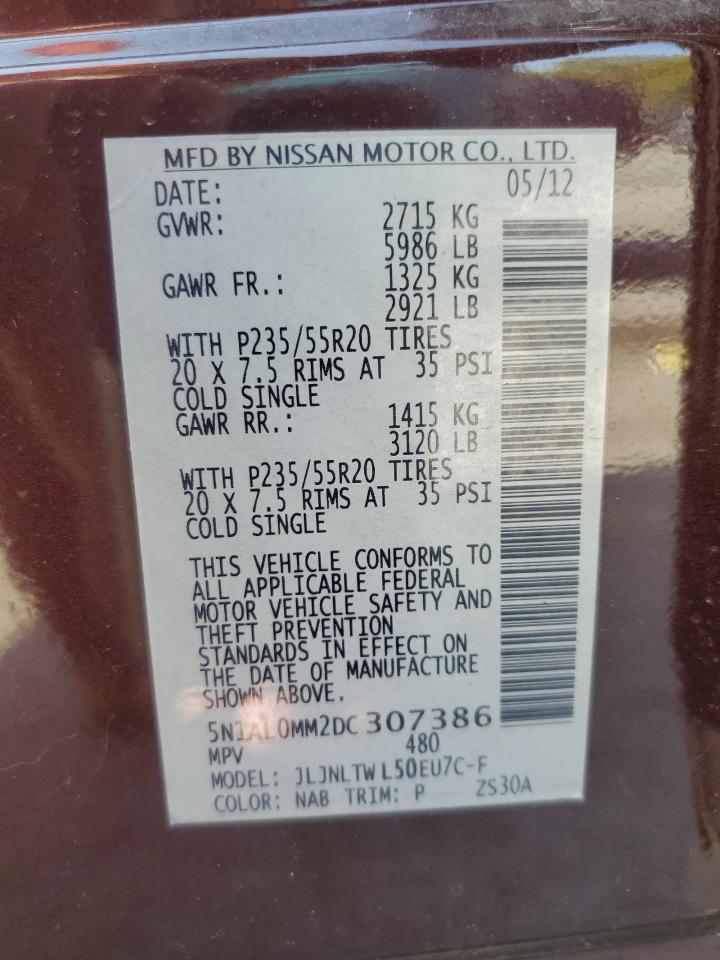 MFD BY NISSAN MOTOR CO., LTD.
DATE: 05/12
GVWR: 2715 KG
5986 LB
GAWR FR.: 1325 KG
2921 LB
WITH P235/55R20 TIRES
20 X 7.5 RIMS AT 35 PSI
COLD SINGLE
GAWR RR.: 1415 KG
3120 LB
WITH P235/55R20 TIRES
20 X 7.5 RIMS AT 35 PSI
COLD SINGLE
THIS VEHICLE CONFORMS TO
ALL APPLICABLE FEDERAL
MOTOR VEHICLE SAFETY AND
THEFT PREVENTION
STANDARDS IN EFFECT ON
THE DATE OF MANUFACTURE
SHOWN ABOVE.
5N1AL0MM2DC 307386
MPV 480
MODEL: JLJNLTW L50EU7C-F
COLOR: NAB TRIM: P ZS30A